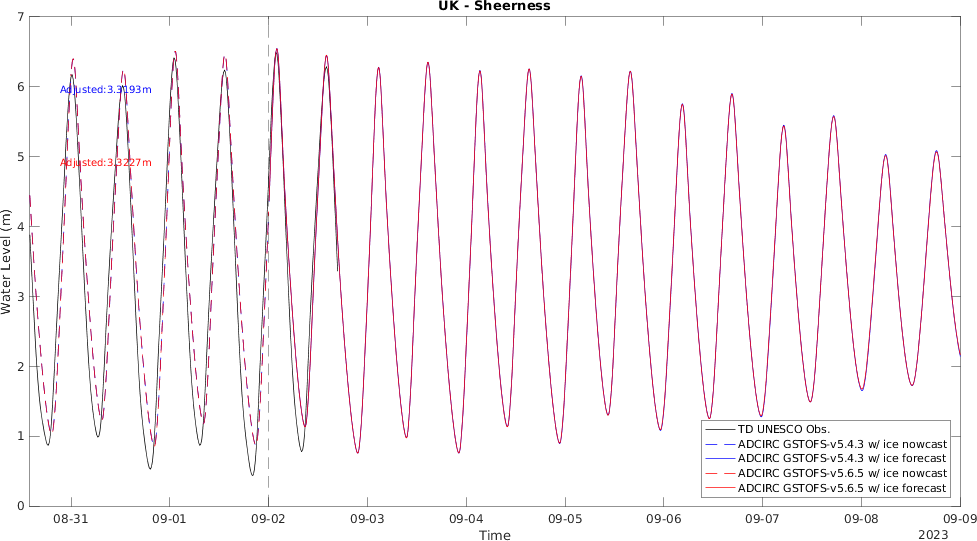 UK - Sheerness
7
6
5
4
3
2
1
0
Water Level (m)
Adjusted:3.3193m
Adjusted:3.3227m
TD UNESCO Obs.
ADCIRC GSTOFS-v5.4.3 w/ ice nowcast
ADCIRC GSTOFS-v5.4.3 w/ ice forecast
ADCIRC GSTOFS-v5.6.5 w/ ice nowcast
ADCIRC GSTOFS-v5.6.5 w/ ice forecast
08-31 09-01 09-02 09-03 09-04 09-05 09-06 09-07 09-08 09-09
Time
2023